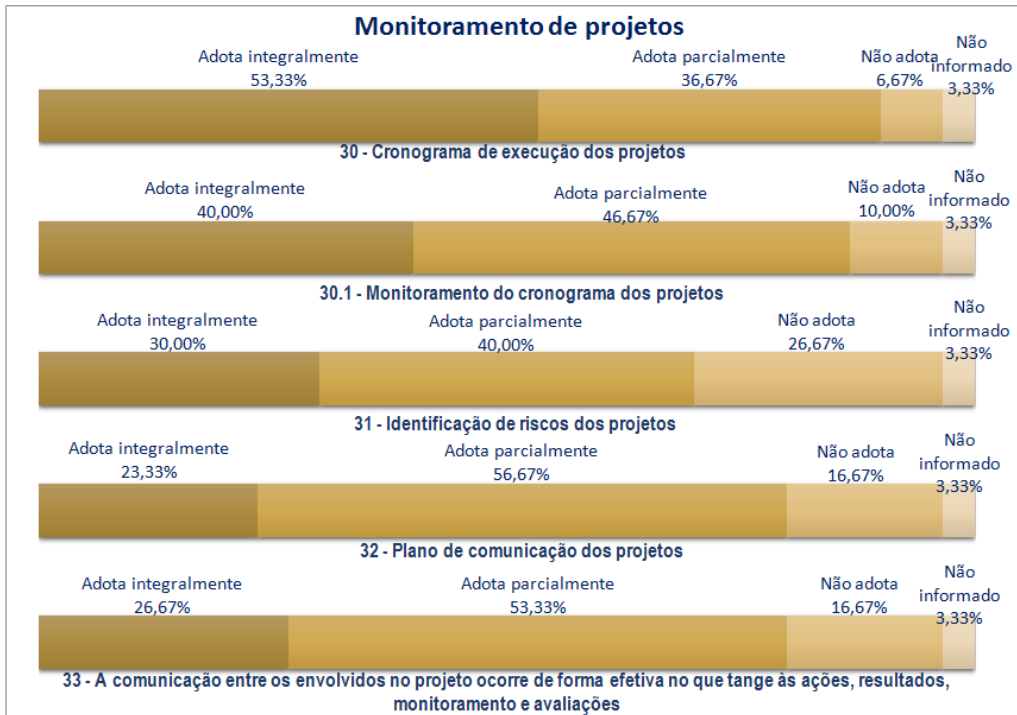 Monitoramento de projetos
Adota integralmente
53,33%
Adota parcialmente
36,67%
Não adota
6,67%
Não
informado
3,33%
30 - Cronograma de execução dos projetos
Adota integralmente
40,00%
Adota parcialmente
46,67%
Não adota
10,00%
Não
informado
3,33%
30.1 - Monitoramento do cronograma dos projetos
Adota integralmente
30,00%
Adota parcialmente
40,00%
Não adota
26,67%
Não
informado
3,33%
31 - Identificação de riscos dos projetos
Adota integralmente
23,33%
Adota parcialmente
56,67%
Não adota
16,67%
Não
informado
3,33%
32 - Plano de comunicação dos projetos
Adota integralmente
26,67%
Adota parcialmente
53,33%
Não adota
16,67%
Não
informado
3,33%
33 - A comunicação entre os envolvidos no projeto ocorre de forma efetiva no que tange às ações, resultados,
monitoramento e avaliações